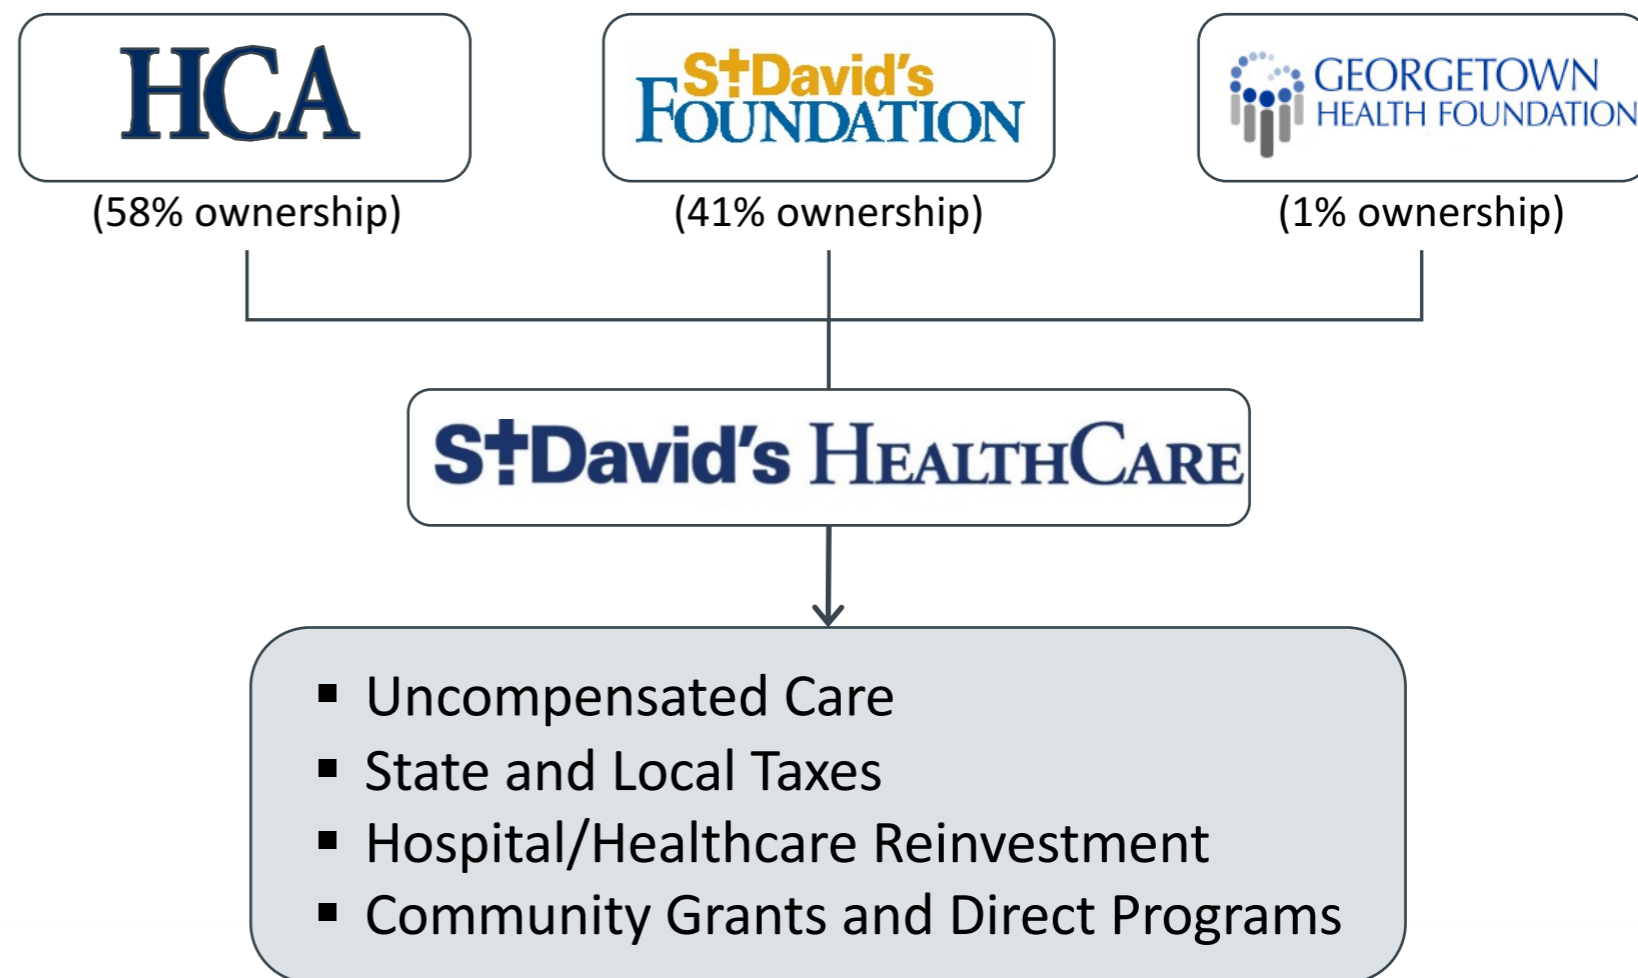 HCA
St David's
FOUNDATION
GEORGETOWN
HEALTH FOUNDATION
(58% ownership)
(41% ownership)
(1% ownership)
St David's HEALTHCARE
▪ Uncompensated Care
▪ State and Local Taxes
▪ Hospital/Healthcare Reinvestment
▪ Community Grants and Direct Programs